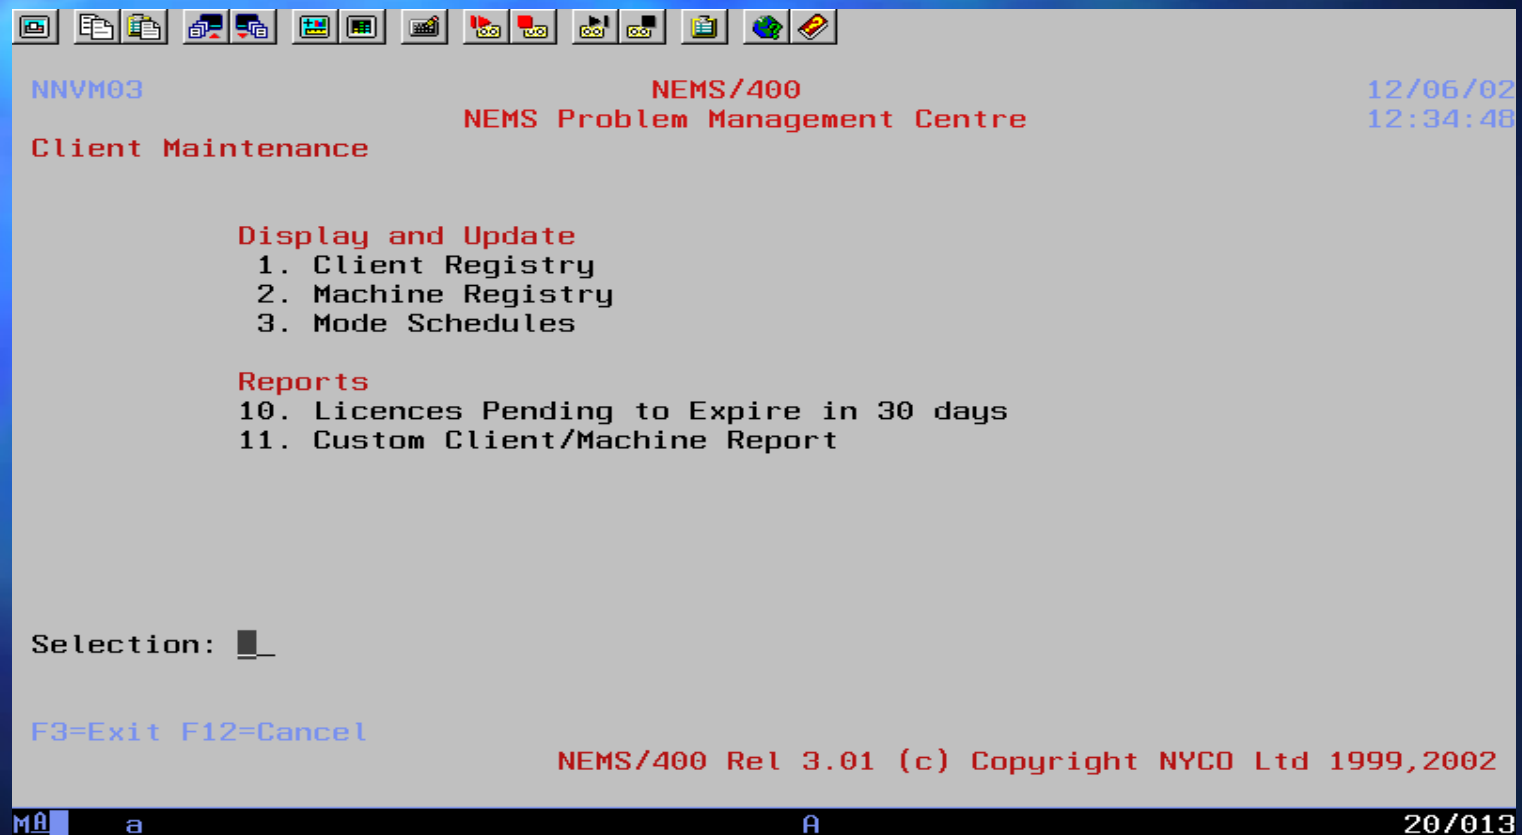 NNVM03 NEMS/400 12/06/02
NEMS Problem Management Centre 12:34:48
Client Maintenance
Display and Update
1. Client Registry
2. Machine Registry
3. Mode Schedules
Reports
10. Licences Pending to Expire in 30 days
11. Custom Client/Machine Report
Selection: _
F3=Exit F12=Cancel
NEMS/400 Rel 3.01 (c) Copyright NYCO Ltd 1999,2002
MA a A 20/013